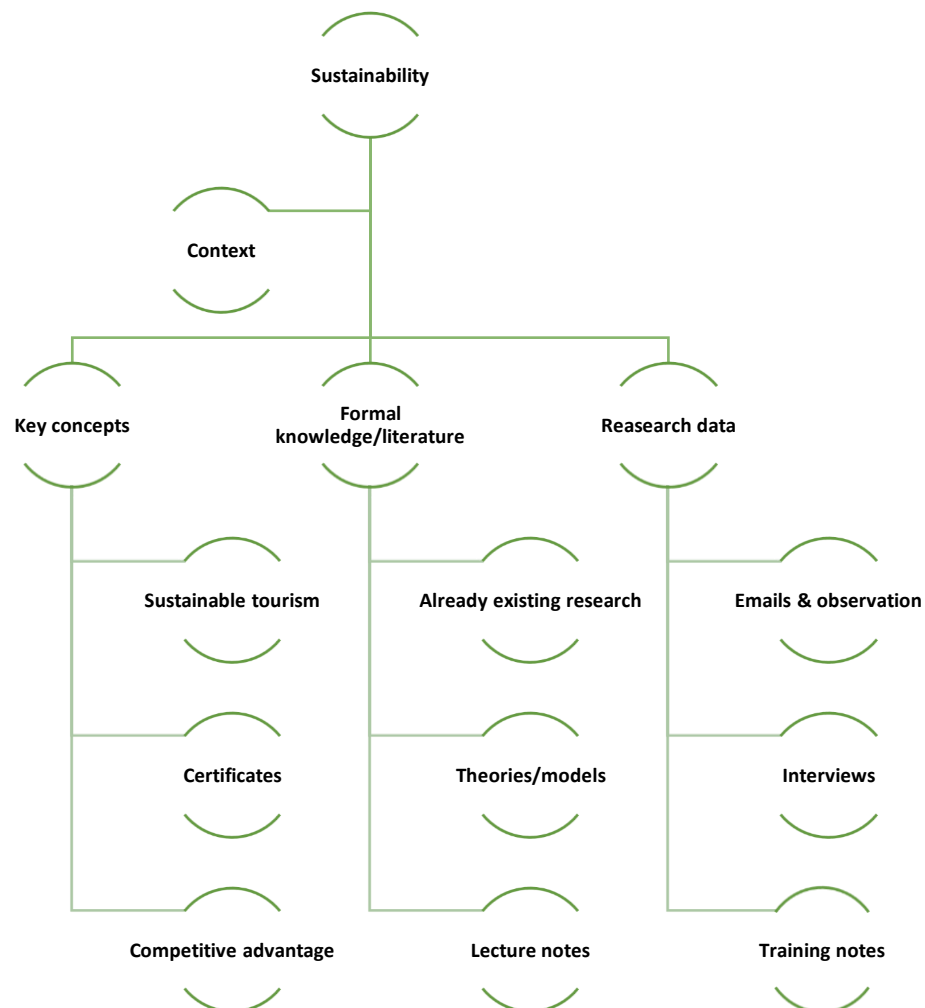 Sustainability
Context
Key concepts
Formal
knowledge/literature
Reasearch data
Sustainable tourism
Already existing research
Emails & observation
Certificates
Theories/models
Interviews
Competitive advantage
Lecture notes
Training notes